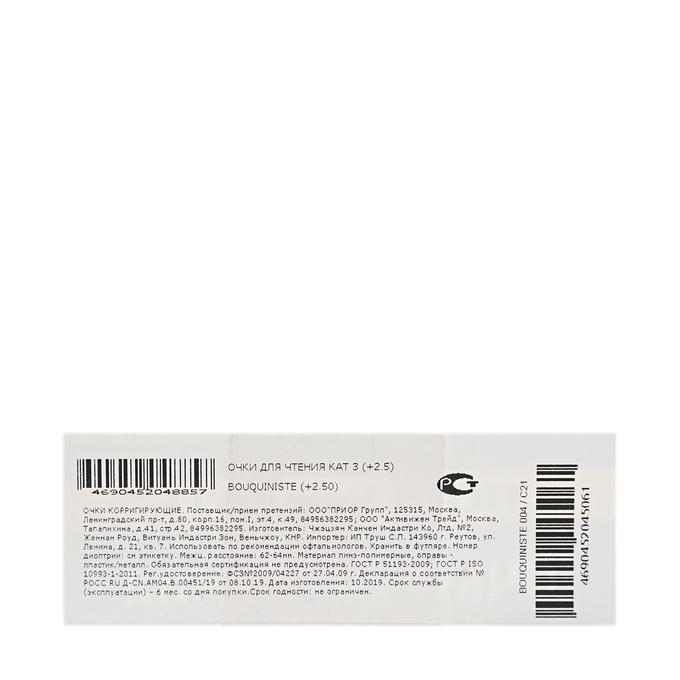 ОЧКИ ДЛЯ ЧТЕНИЯ КАТ 3 (+2.5)
BOUQUINISTE (+2.50)
4690452048857
РСТ
ОЧКИ КОРРИГИРУЮЩИЕ. Поставщик/прием претензий: ООО"ПРИОР Групп", 125315, Москва,
Ленинградский пр-т, д.80, корп.16, пом.I, эт.4, к.49, 84956382295; ООО "Активижен Трейд", Москва,
Талалихина, д.41, стр.42, 84996382295. Изготовитель: Чжэцзян Канчен Индастри Ко, Лтд, №2,
Женнан Роуд, Витуань Индастри Зон, Веньчжоу, КНР. Импортер: ИП Труш С.П. 143960 г. Реутов, ул.
Ленина, д. 21, кв. 7. Использовать по рекомендации офтальмологов. Хранить в футляре. Номер
диоптрии: см этикетку. Межц. расстояние: 62-64мм. Материал линз-полимерные, оправы -
пластик/металл. Обязательная сертификация не предусмотрена. ГОСТ Р 51193-2009; ГОСТ Р ISO
10993-1-2011. Рег.удостоверение: ФСЗ№2009/04227 от 27.04.09 г. Декларация о соответствии №
РОСС RU Д-CN.АМ04.В.00451/19 от 08.10.19. Дата изготовления: 10.2019. Срок службы
(эксплуатации) – 6 мес. со дня покупки.Срок годности: не ограничен.
BOUQUINISTE 004 / C21
4690452045061